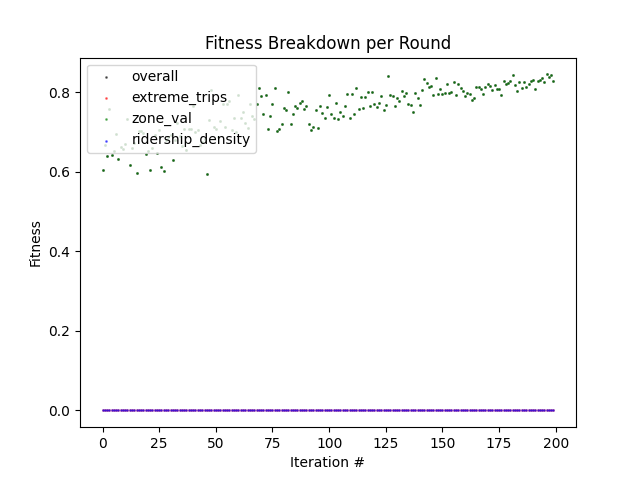 Fitness Breakdown per Round
overall
extreme_trips
zone_val
ridership_density
0.8
0.6
0.4
0.2
0.0
Fitness
0
25
50
75
100
125
150
175
200
Iteration #